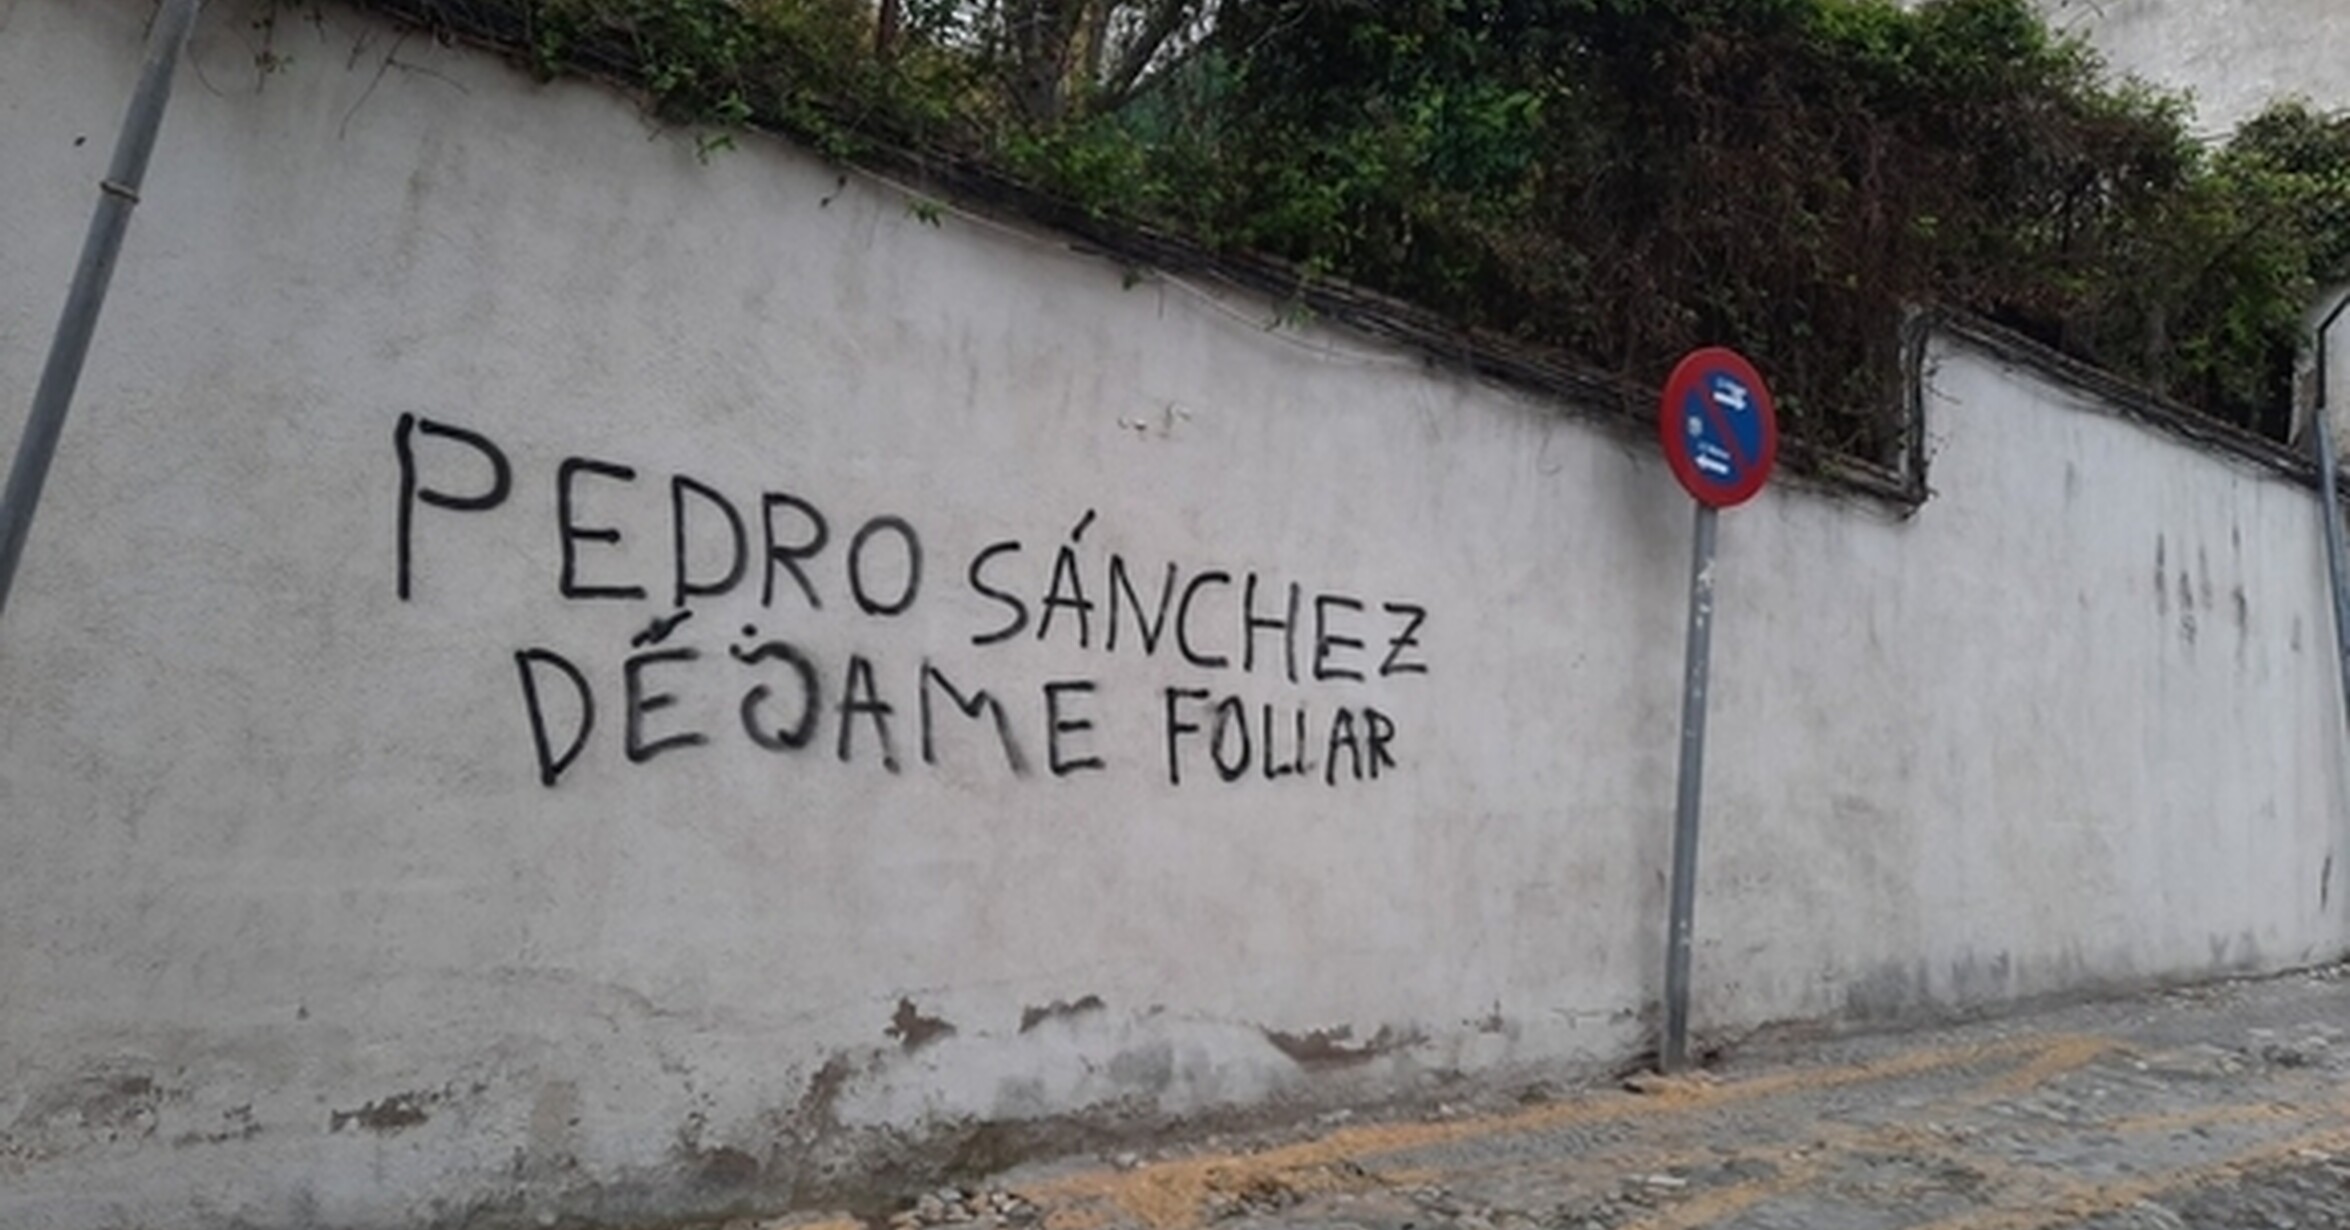 PEDRO SÁNCHEZ
DÉJAME FOLLAR